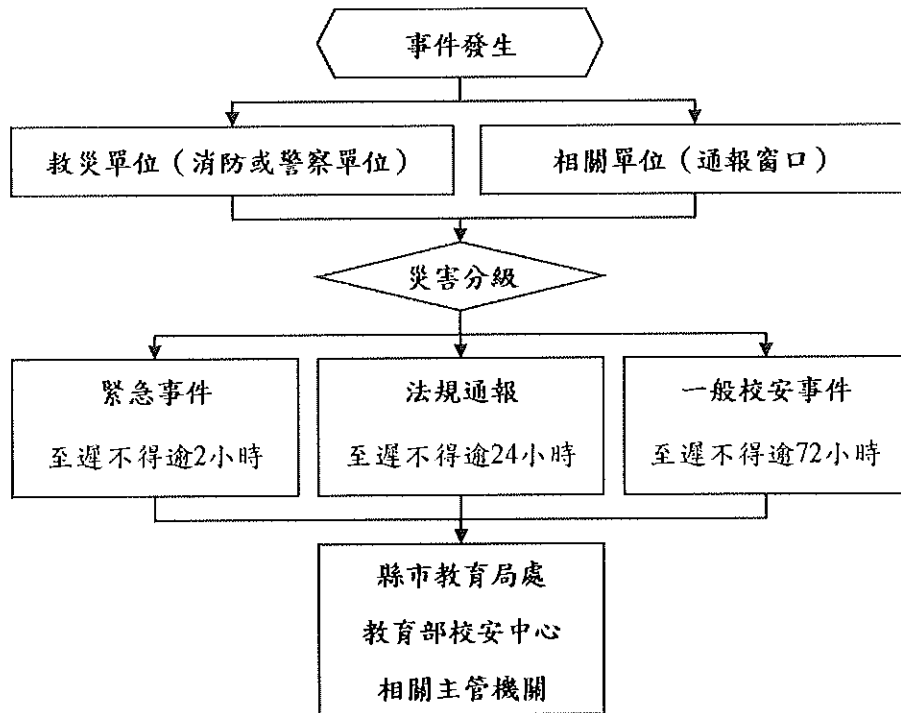 事件發生
救災單位（消防或警察單位）
相關單位（通報窗口）
災害分級
緊急事件
至遲不得逾2小時
法規通報
至遲不得逾24小時
一般校安事件
至遲不得逾72小時
縣市教育局處
教育部校安中心
相關主管機關